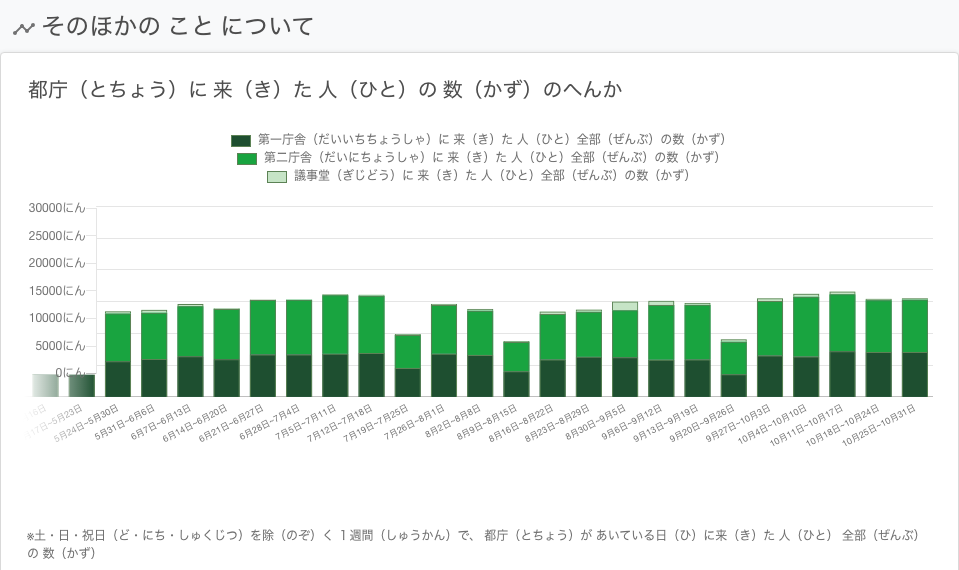 そのほかの こと について
都庁（とちょう）に 来（き）た 人（ひと）の 数（かず）のへんか
第一庁舎（だいいちちょうしゃ）に 来（き）た 人（ひと）全部（ぜんぶ）の数（かず）
第二庁舎（だいにちょうしゃ）に 来（き）た 人（ひと）全部（ぜんぶ）の数（かず）
議事堂（ぎじどう）に 来（き）た 人（ひと）全部（ぜんぶ）の数（かず）
30000にん
25000にん
20000にん
15000にん
10000にん
5000にん
0にん
17日~5月23日
5月24日~5月30日
5月31日~6月6日
6月7日~6月13日
6月14日~6月20日
6月21日~6月27日
6月28日~7月4日
7月5日~7月11日
7月12日~7月18日
7月19日~7月25日
7月26日~8月1日
8月2日~8月8日
8月9日~8月15日
8月16日~8月22日
8月23日~8月29日
8月30日~9月5日
9月6日~9月12日
9月13日~9月19日
9月20日~9月26日
9月27日~10月3日
10月4日~10月10日
10月11日~10月17日
10月18日~10月24日
10月25日~10月31日
※土・日・祝日（ど・にち・しゅくじつ）を除（のぞ）く １週間（しゅうかん）で、 都庁（とちょう）が あいている日（ひ）に来（き）た 人（ひと） 全部（ぜんぶ）
の 数（かず）